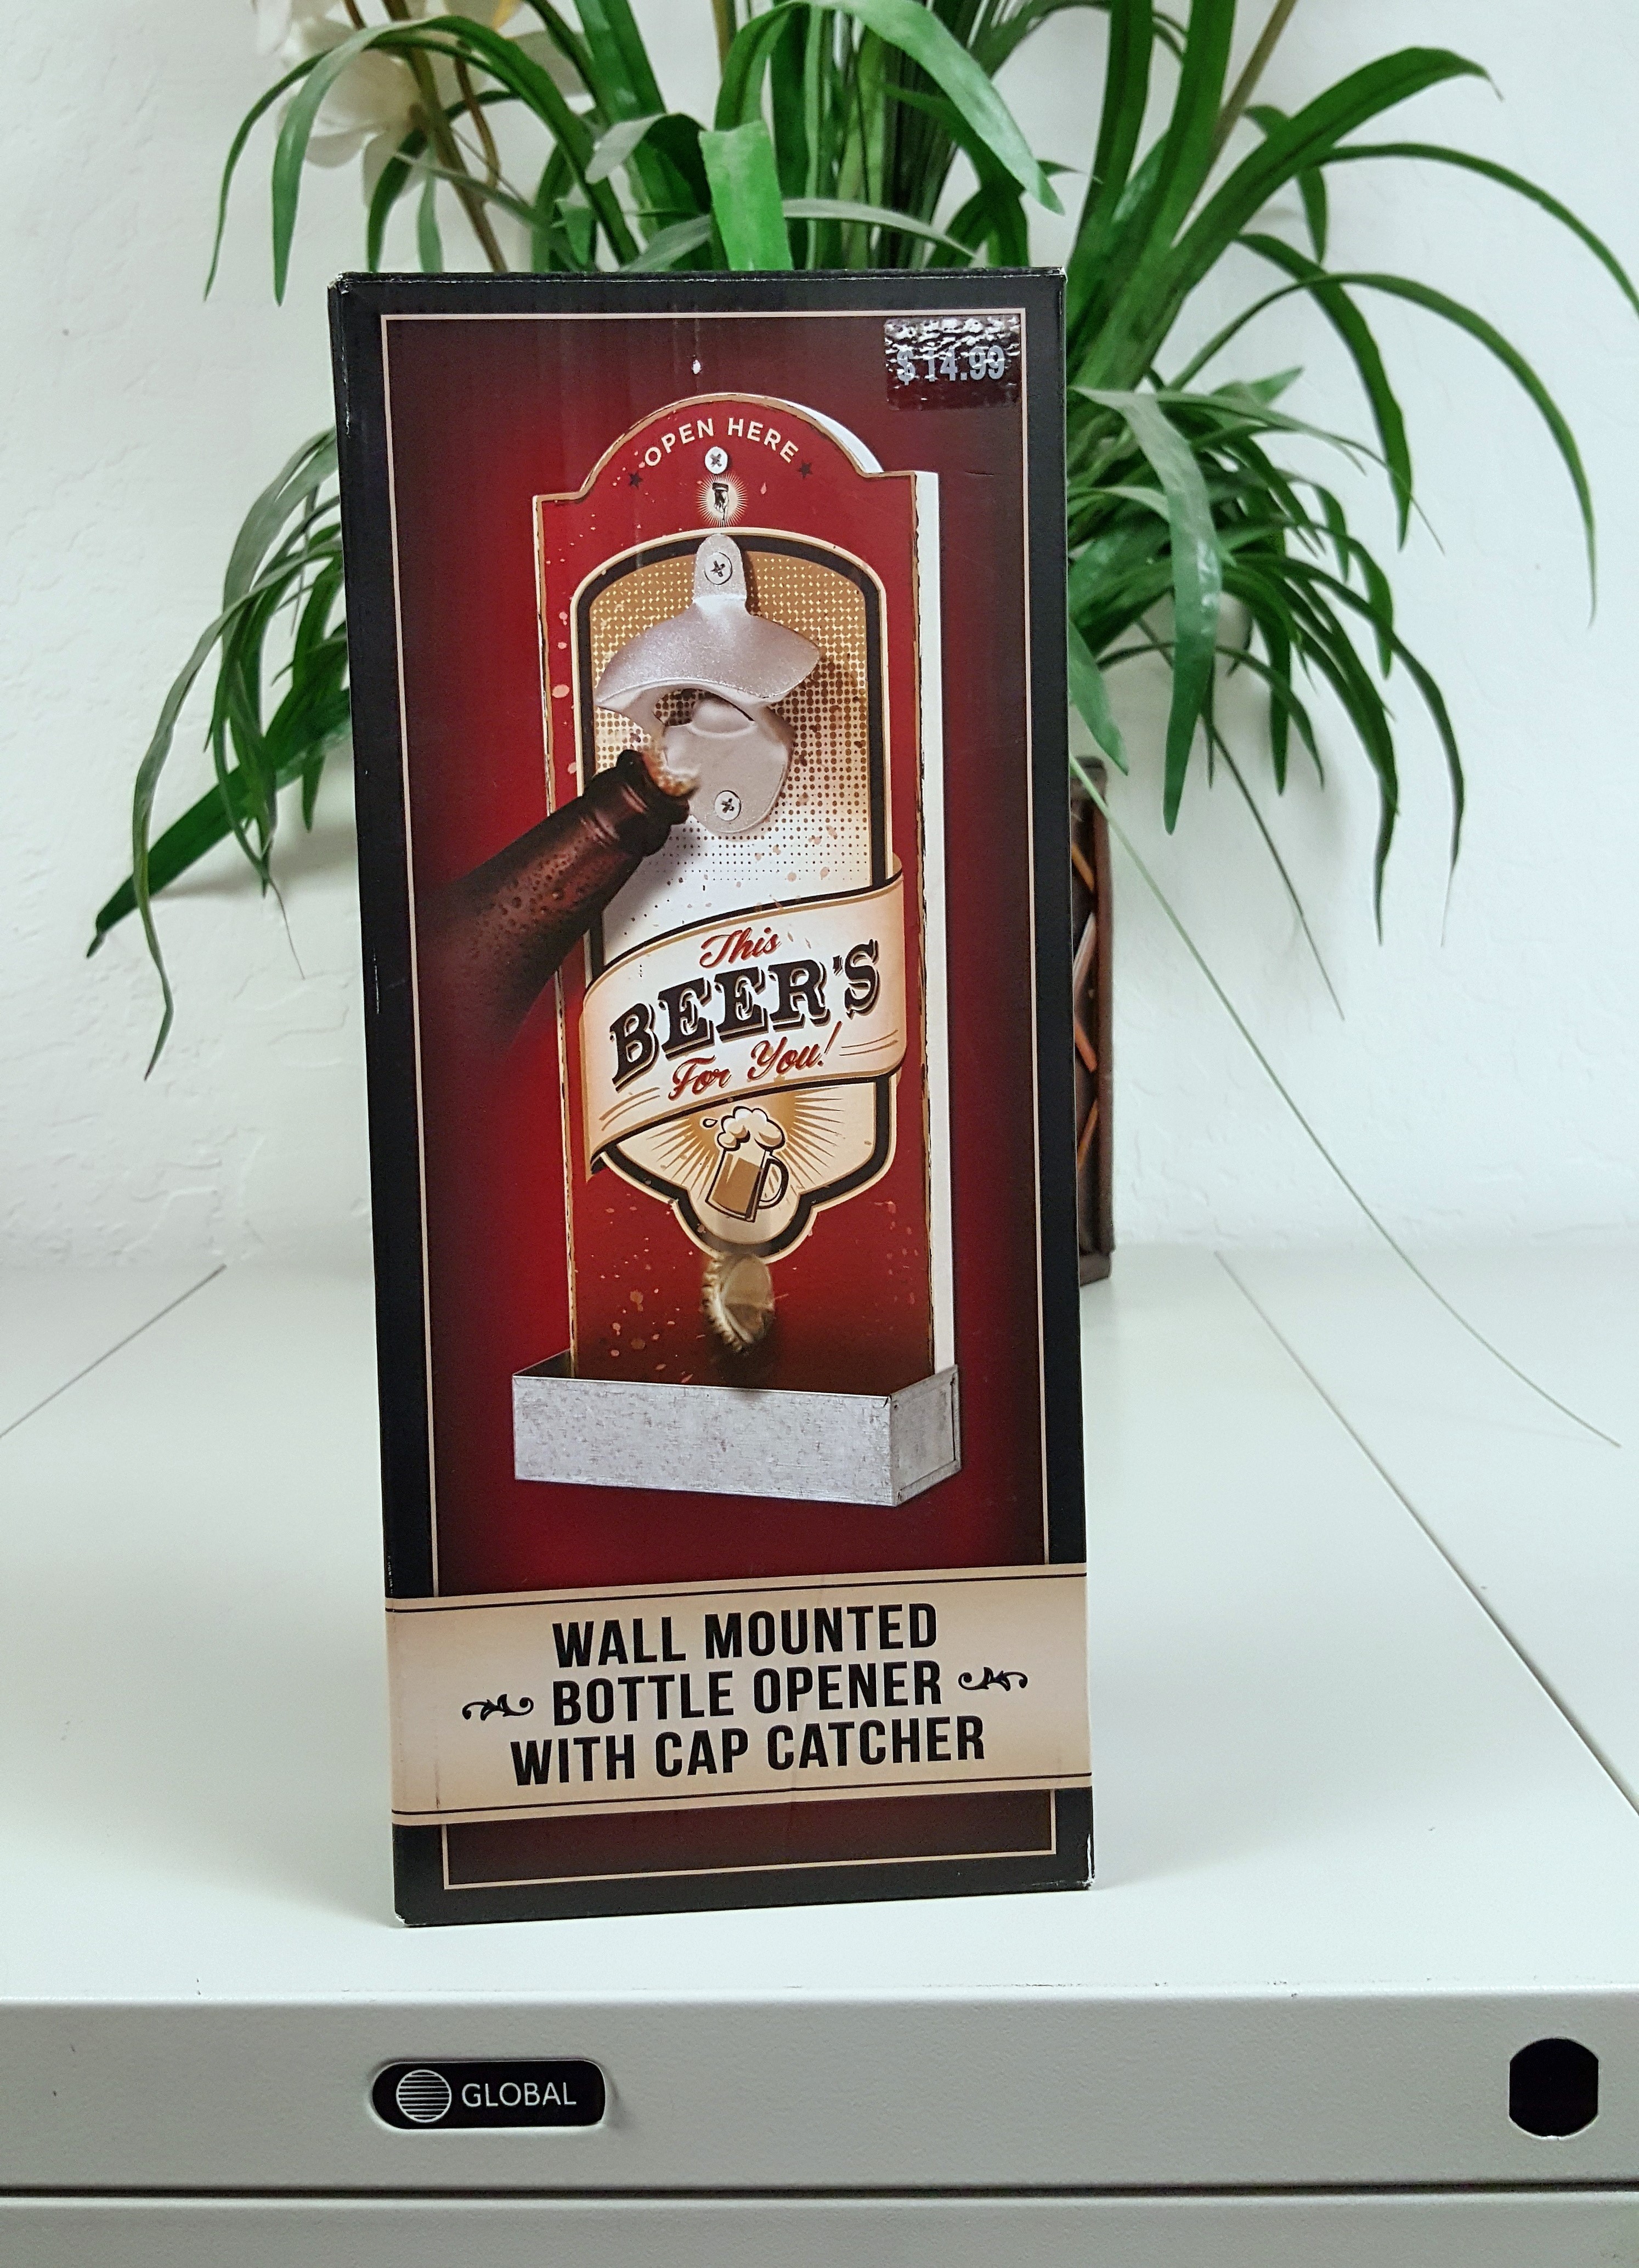 $14.99
OPEN HERE
This
BEER'S
For You!
WALL MOUNTED
BOTTLE OPENER
WITH CAP CATCHER
GLOBAL